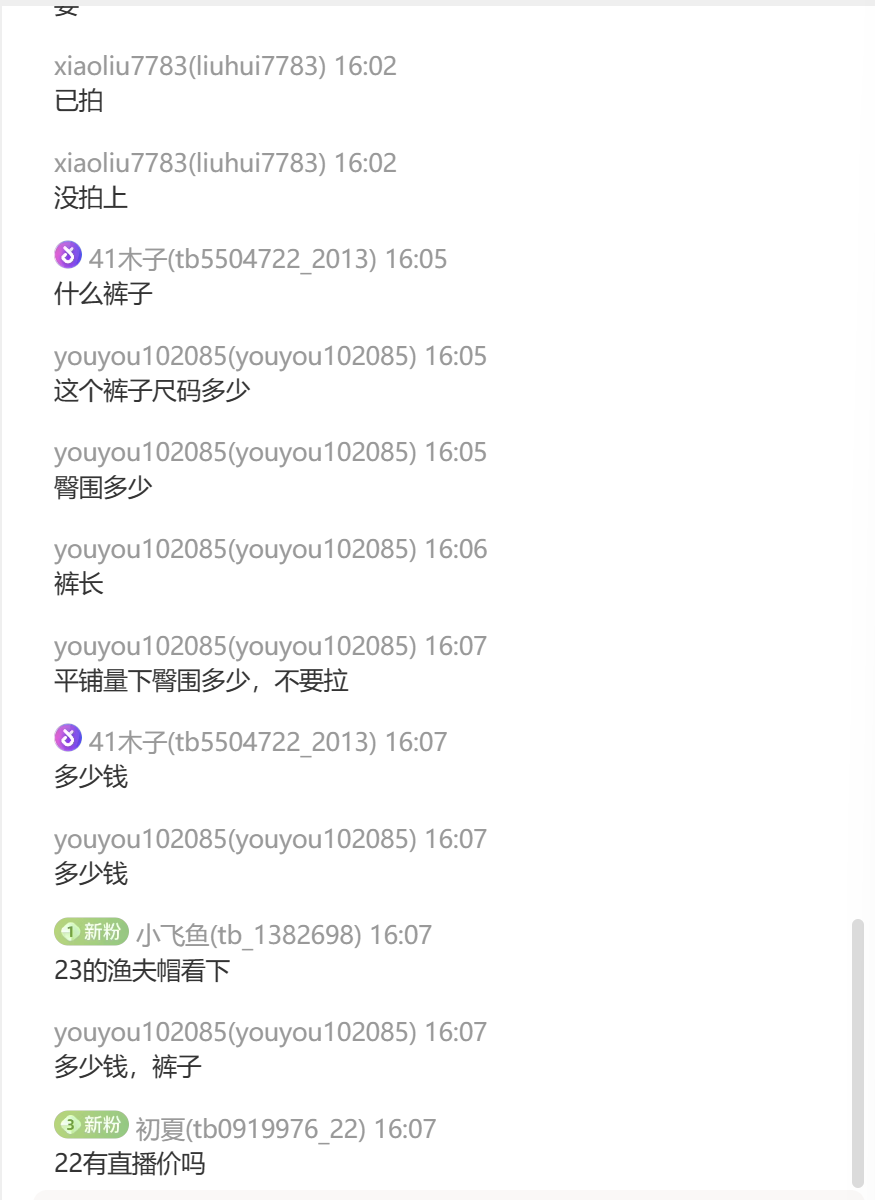 要
xiaoliu7783(liuhui7783) 16:02
已拍
xiaoliu7783(liuhui7783) 16:02
没拍上
41木子(tb5504722_2013) 16:05
什么裤子
youyou102085(youyou102085) 16:05
这个裤子尺码多少
youyou102085(youyou102085) 16:05
臀围多少
youyou102085(youyou102085) 16:06
裤长
youyou102085(youyou102085) 16:07
平铺量下臀围多少，不要拉
41木子(tb5504722_2013) 16:07
多少钱
youyou102085(youyou102085) 16:07
多少钱
1 新粉 小飞鱼(tb_1382698) 16:07
23的渔夫帽看下
youyou102085(youyou102085) 16:07
多少钱，裤子
3 新粉 初夏(tb0919976_22) 16:07
22有直播价吗